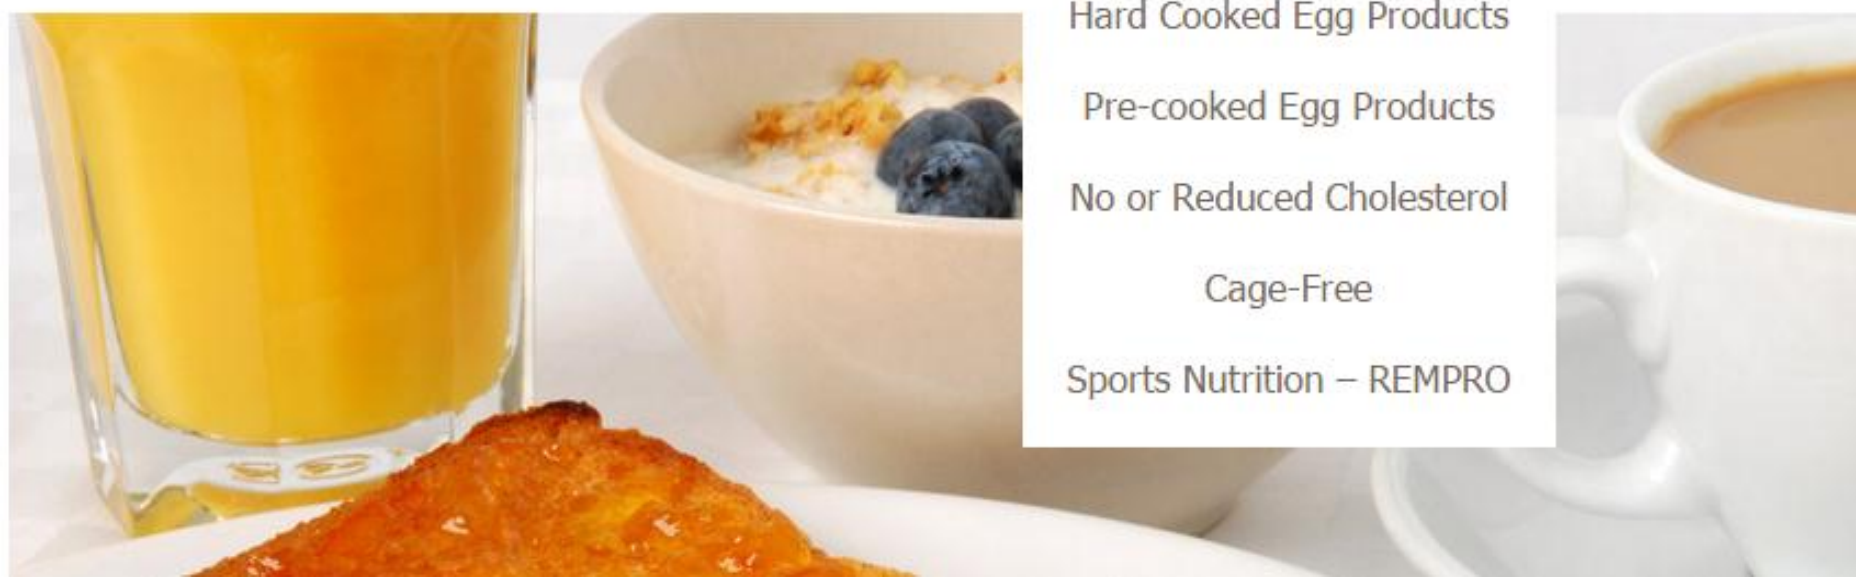 Hard Cooked Egg Products
Pre-cooked Egg Products
No or Reduced Cholesterol
Cage-Free
Sports Nutrition – REMPRO